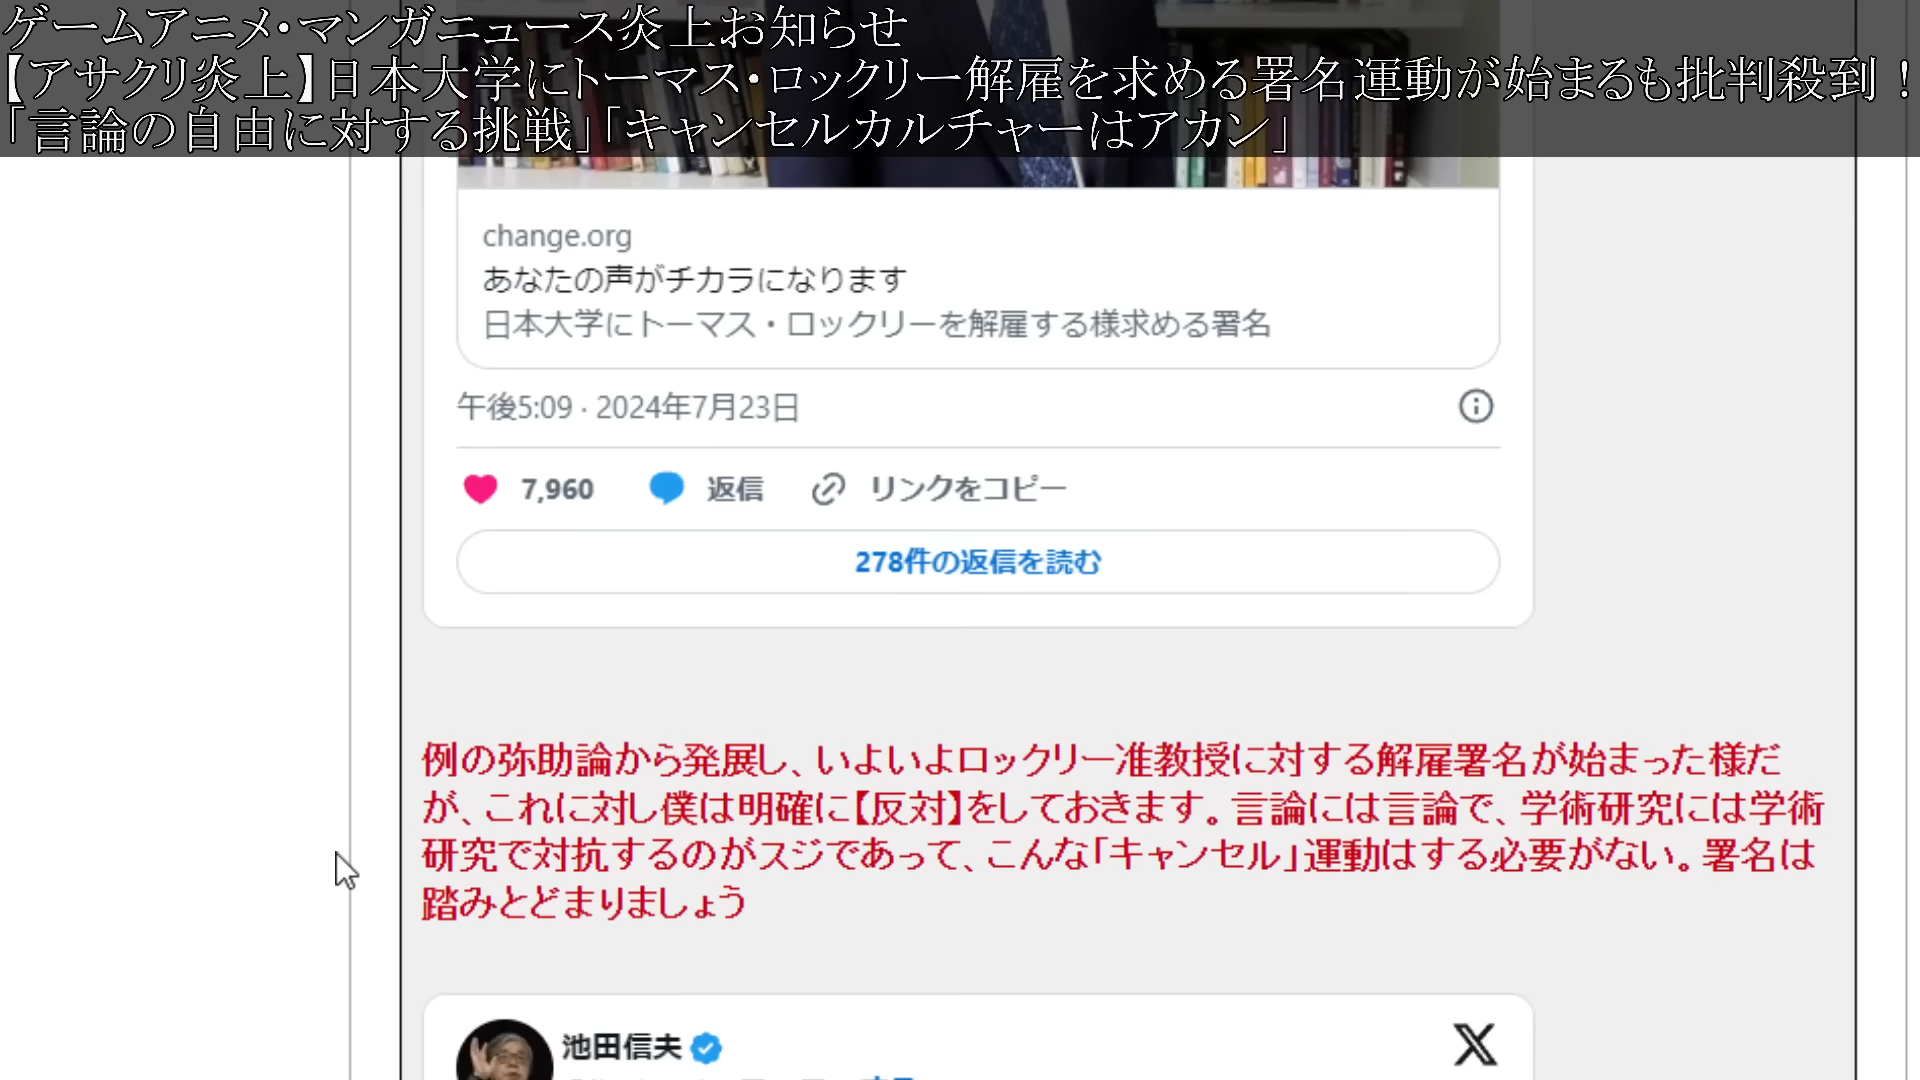 ゲームアニメ・マンガニュース炎上お知らせ
【アサクリ炎上】日本大学にトーマス・ロックリー解雇を求める署名運動が始まるも批判殺到！
「言論の自由に対する挑戦」「キャンセルカルチャーはアカン」
change.org
あなたの声がチカラになります
日本大学にトーマス・ロックリーを解雇する様求める署名
午後5:09 · 2024年7月23日
7,960 返信 リンクをコピー
278件の返信を読む
例の弥助論から発展し、いよいよロックリー准教授に対する解雇署名が始まった様だ
が、これに対し僕は明確に【反対】をしておきます。言論には言論で、学術研究には学術
研究で対抗するのがスジであって、こんな「キャンセル」運動はする必要がない。署名は
踏みとどまりましょう
池田信夫